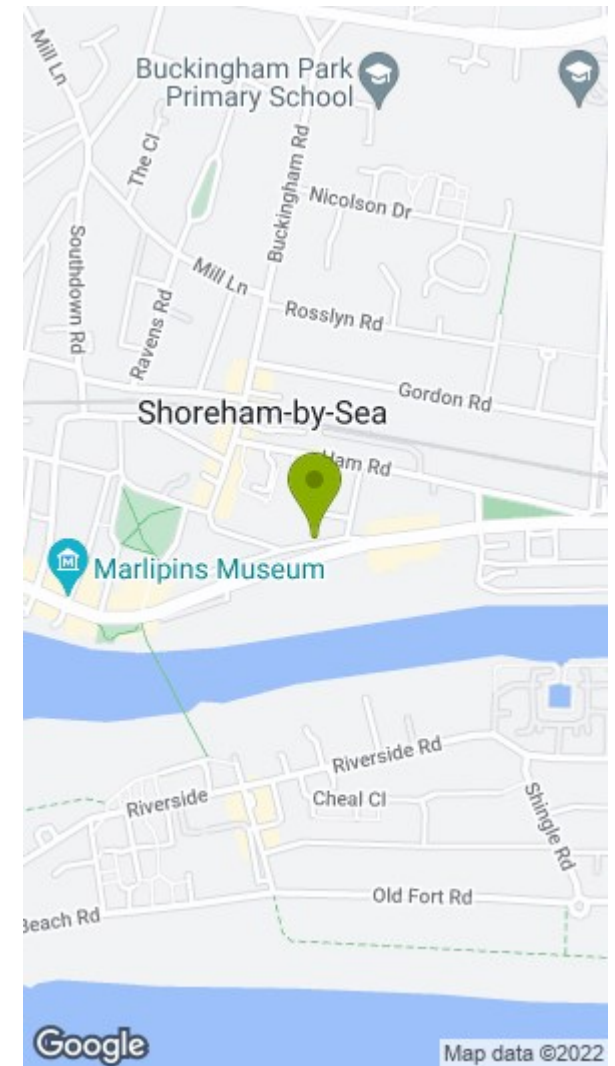 Mill Ln
Buckingham Park
Primary School
The Cl
Buckingham Rd
Nicolson Dr
Southdown Rd
Mill Ln
Ravens Rd
Rosslyn Rd
Gordon Rd
Shoreham-by-Sea
Ham Rd
M
Marlipins Museum
Riverside Rd
Riverside
Cheal Cl
Shingle Rd
Old Fort Rd
Beach Rd
Google
Map data ©2022